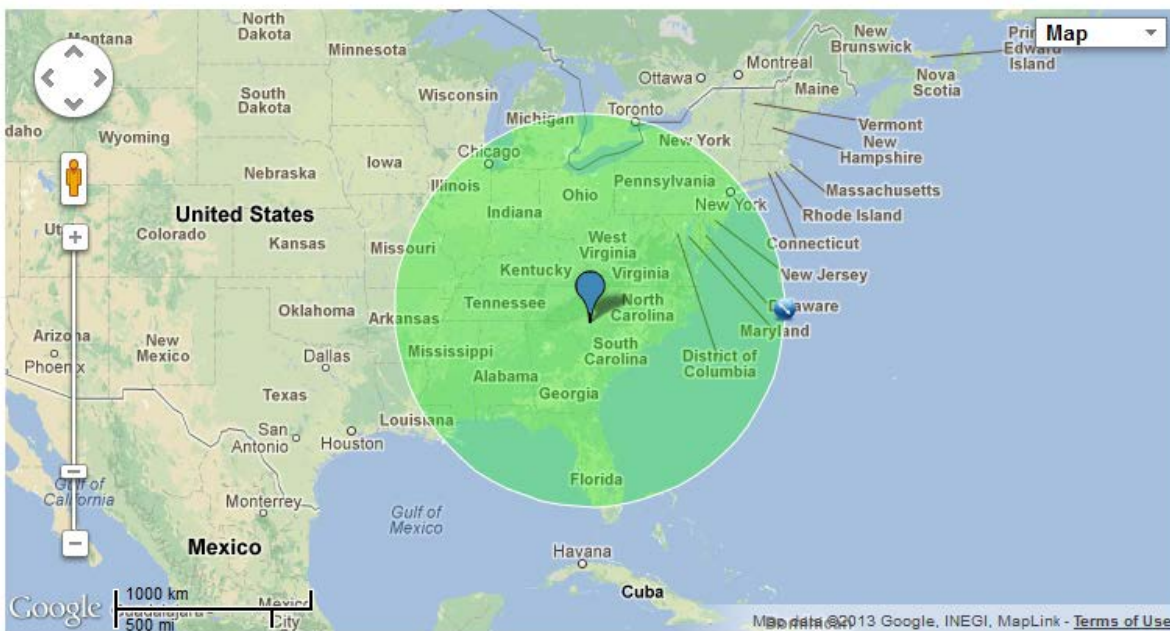 North
Dakota
Montana
Minnesota
New
Brunswick
Map
Edward
Island
Ottawa
Montreal
Nova
Scotia
Maine
South
Dakota
Wisconsin
Michigan
Toronto
Vermont
Wyoming
New York
New
Hampshire
Chicago
Iowa
Nebraska
Illinois
Ohio
Pennsylvania
Massachusetts
New York
Rhode Island
United States
Indiana
Colorado
Kansas
Missouri
West
Virginia
Connecticut
Kentucky
Virginia
New Jersey
Tennessee
North
Carolina
Delaware
Oklahoma
Arkansas
Maryland
Arizona
Phoenix
New
Mexico
Dallas
Mississippi
South
Carolina
District of
Columbia
Alabama
Georgia
Texas
Louisiana
San
Antonio
Houston
Florida
Gulf of
California
Monterrey
Gulf of
Mexico
Mexico
Havana
Cuba
1000 km
500 mi
Google
Guadalajara
Mexico
City
Map data ©2013 Google, INEGI, MapLink - Terms of Use